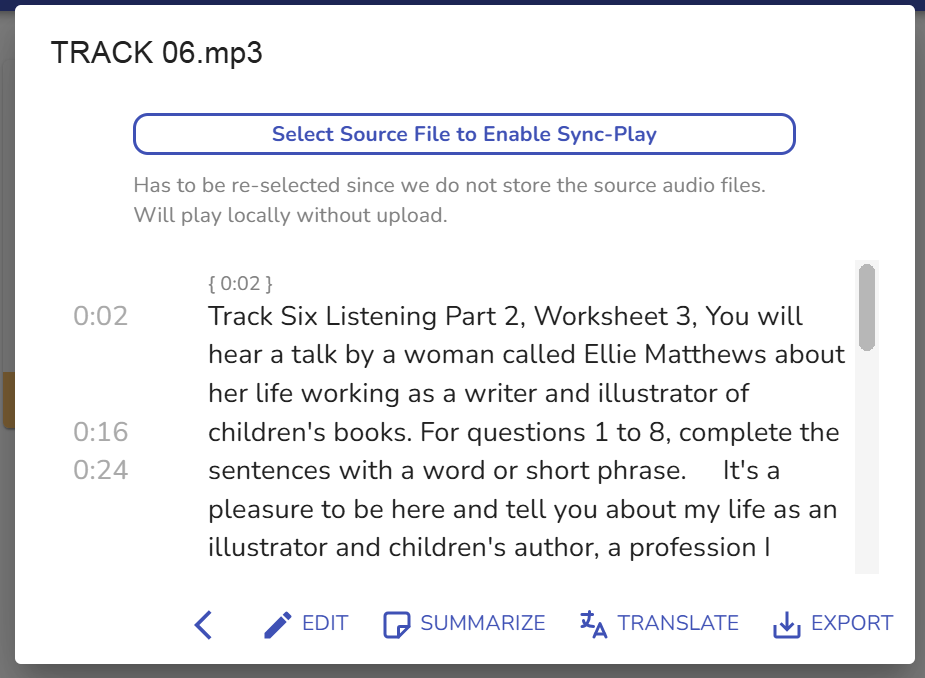 TRACK 06.mp3
Select Source File to Enable Sync-Play
Has to be re-selected since we do not store the source audio files.
Will play locally without upload.
{ 0:02 }
0:02 Track Six Listening Part 2, Worksheet 3, You will
hear a talk by a woman called Ellie Matthews about
her life working as a writer and illustrator of
0:16 children's books. For questions 1 to 8, complete the
0:24 sentences with a word or short phrase. It's a
pleasure to be here and tell you about my life as an
illustrator and children's author, a profession I
EDIT SUMMARIZE TRANSLATE EXPORT